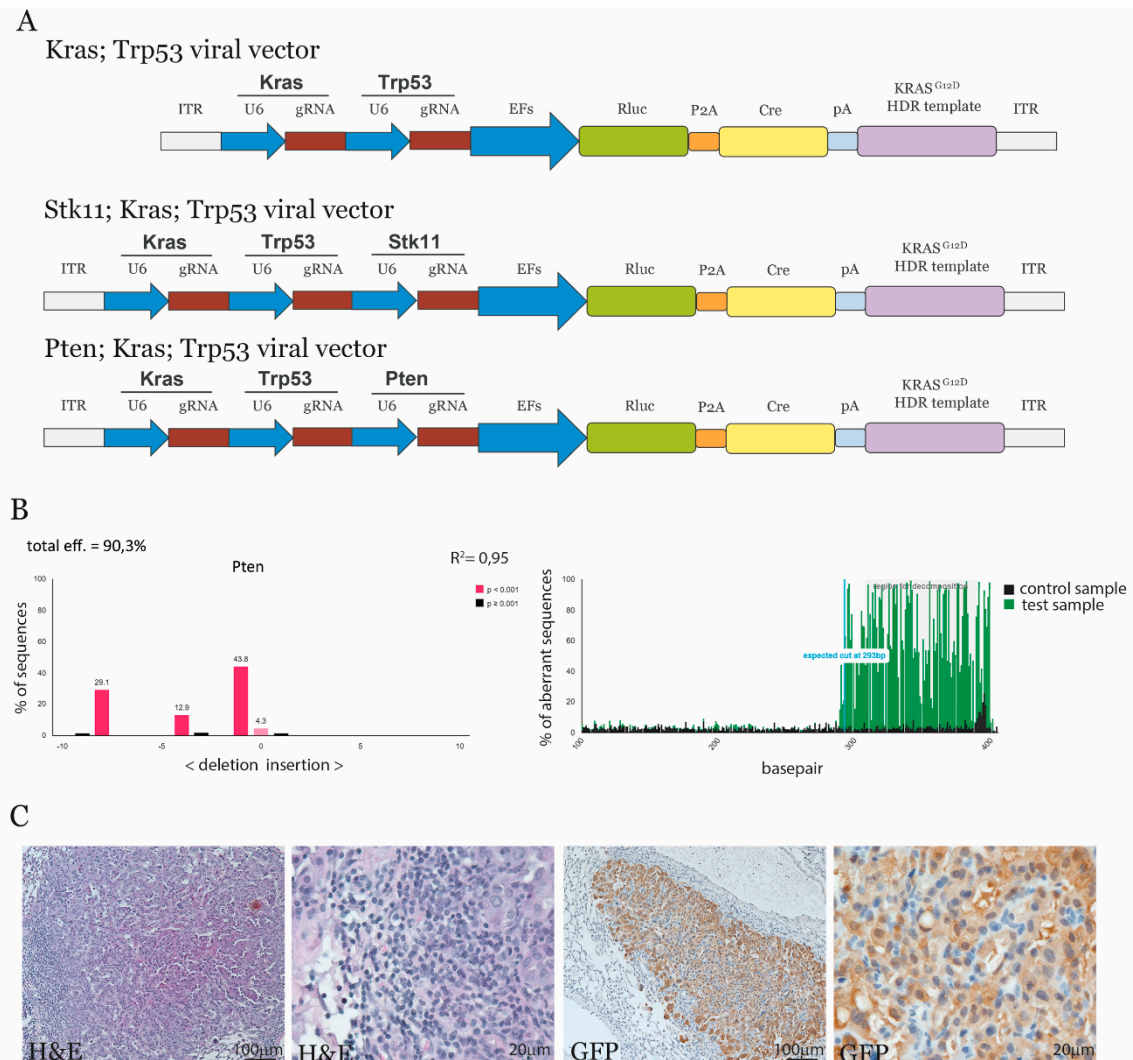 A
Kras; Trp53 viral vector
Kras Trp53
ITR U6 gRNA U6 gRNA EFs Rluc P2A Cre pA KRAS G12D HDR template ITR
Stk11; Kras; Trp53 viral vector
Kras Trp53 Stk11
ITR U6 gRNA U6 gRNA U6 gRNA EFs Rluc P2A Cre pA KRAS G12D HDR template ITR
Pten; Kras; Trp53 viral vector
Kras Trp53 Pten
ITR U6 gRNA U6 gRNA U6 gRNA EFs Rluc P2A Cre pA KRAS G12D HDR template ITR
B
total eff. = 90,3%
R²= 0,95
Pten
p < 0.001
p ≥ 0.001
% of sequences
100
80
60
40
20
0
29.1
12.9
43.8
4.3
-10 -5 0 5 10
< deletion insertion >
% of aberrant sequences
100
80
60
40
20
0
region for decomposition
expected cut at 293bp
control sample
test sample
100 200 300 400
basepair
C
H&E 100µm
H&E 20µm
GFP 100µm
GFP 20µm